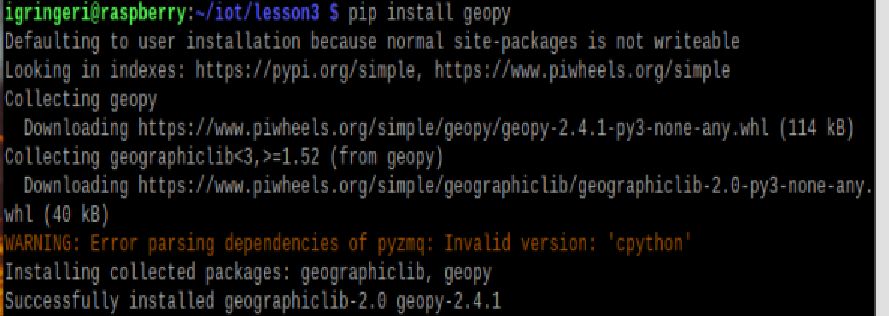 igringeri@raspberry:~/iot/lesson3 $ pip install geopy
Defaulting to user installation because normal site-packages is not writeable
Looking in indexes: https://pypi.org/simple, https://www.piwheels.org/simple
Collecting geopy
  Downloading https://www.piwheels.org/simple/geopy/geopy-2.4.1-py3-none-any.whl (114 kB)
Collecting geographiclib<3,>=1.52 (from geopy)
  Downloading https://www.piwheels.org/simple/geographiclib/geographiclib-2.0-py3-none-any.
whl (40 kB)
WARNING: Error parsing dependencies of pyzmq: Invalid version: 'cpython'
Installing collected packages: geographiclib, geopy
Successfully installed geographiclib-2.0 geopy-2.4.1